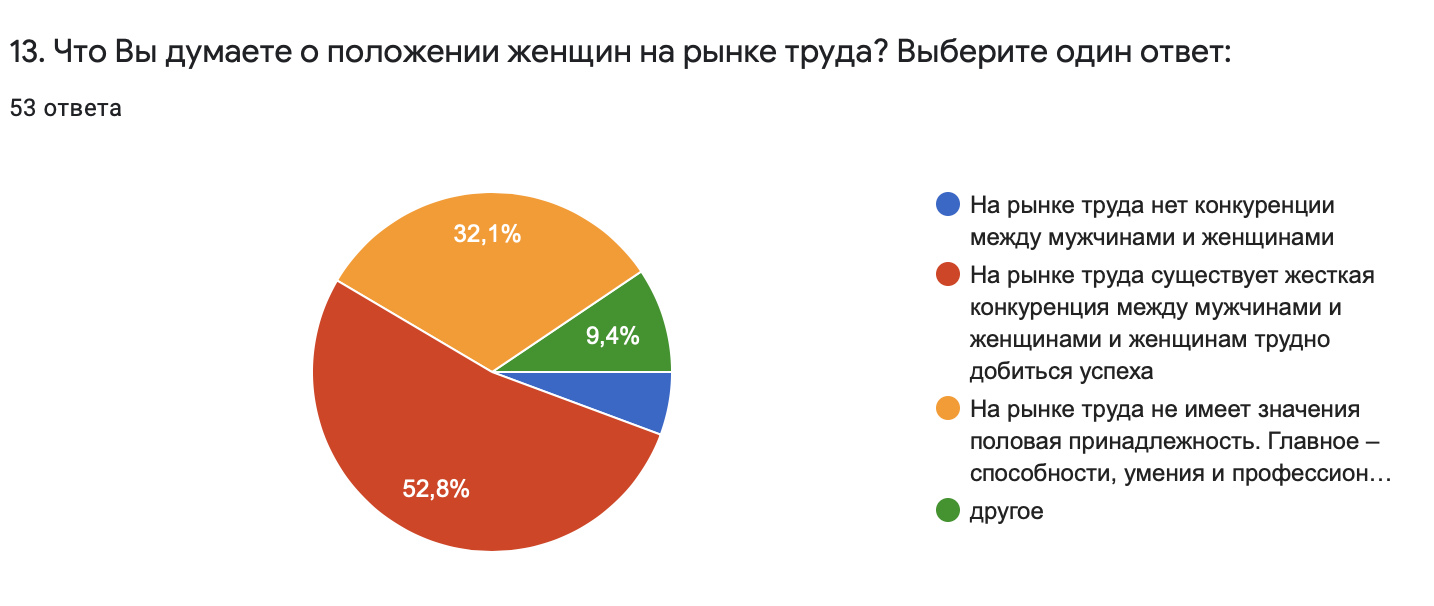 13. Что Вы думаете о положении женщин на рынке труда? Выберите один ответ:
53 ответа
32,1%
9,4%
52,8%
На рынке труда нет конкуренции
между мужчинами и женщинами
На рынке труда существует жесткая
конкуренция между мужчинами и
женщинами и женщинам трудно
добиться успеха
На рынке труда не имеет значения
половая принадлежность. Главное –
способности, умения и профессион…
другое